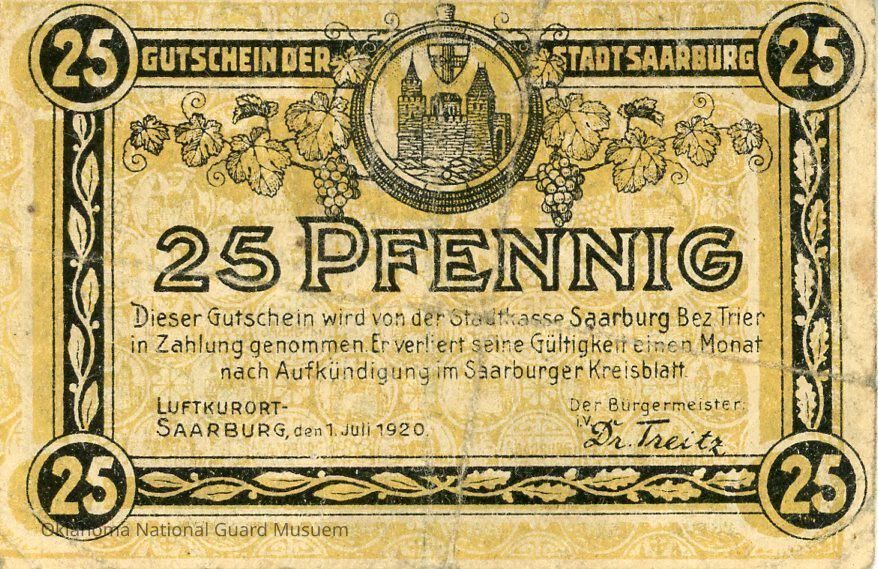 25 GUTSCHEIN DER STADT SAARBURG 25
25 PFENNIG
Dieser Gutschein wird von der Stadtkasse Saarburg Bez. Trier
in Zahlung genommen. Er verliert seine Gültigkeit einen Monat
nach Aufkündigung im Saarburger Kreisblatt.
LUFTKURORT-
SAARBURG, den 1. Juli 1920.
Der Bürgermeister:
i.V.
Dr. Treitz
25 25
Oklahoma National Guard Musuem